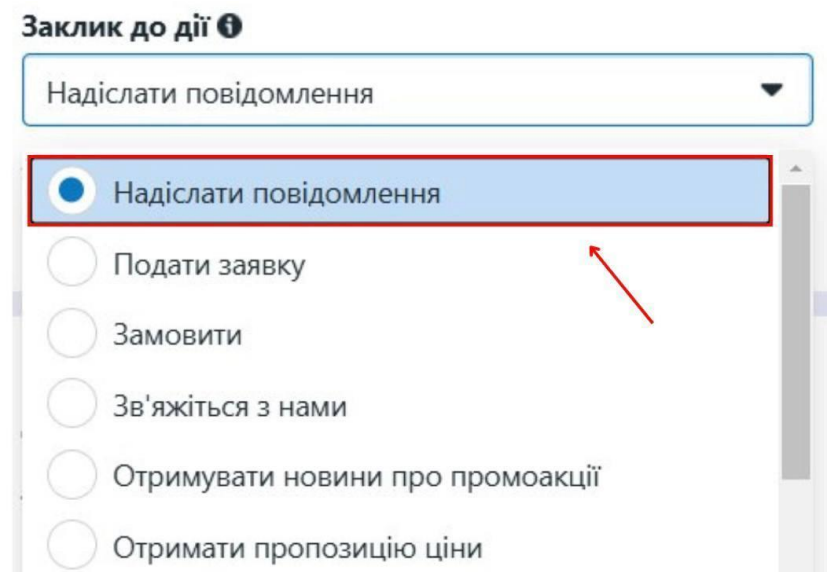 Заклик до дії
Надіслати повідомлення
Надіслати повідомлення
Подати заявку
Замовити
Зв'яжіться з нами
Отримувати новини про промоакції
Отримати пропозицію ціни